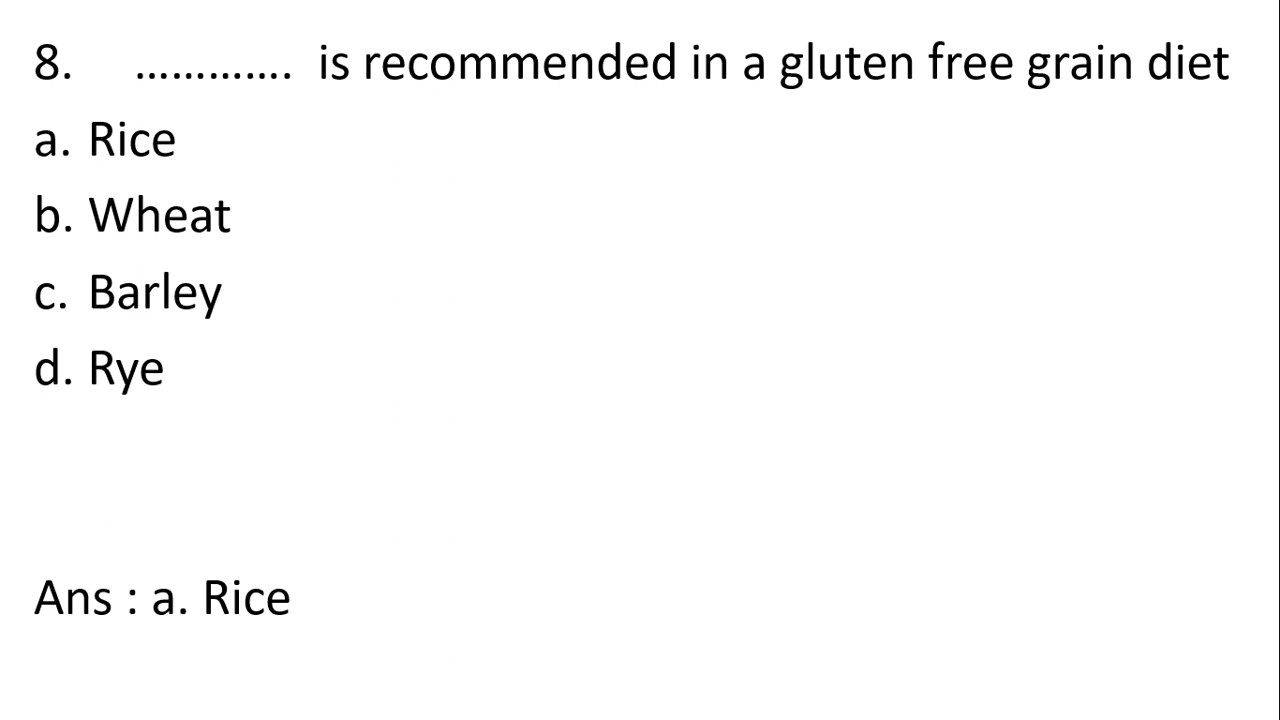 8. ............. is recommended in a gluten free grain diet
a. Rice
b. Wheat
c. Barley
d. Rye
Ans : a. Rice